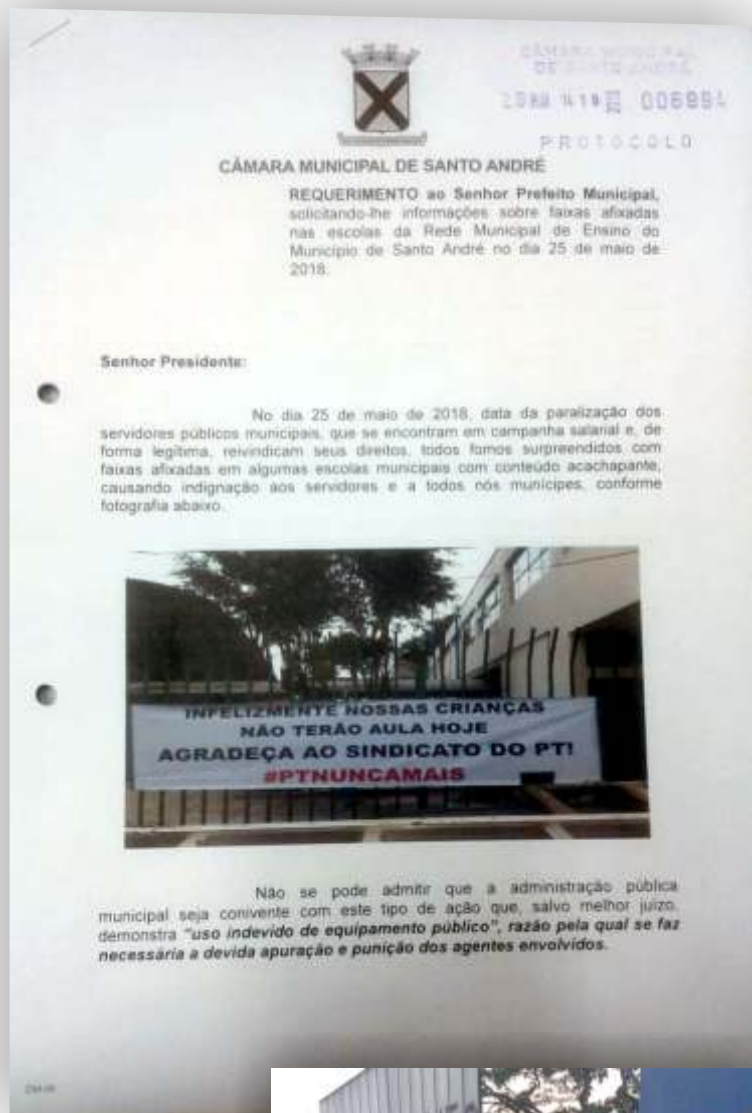 CÂMARA MUNICIPAL
DE SANTO ANDRÉ
006994
PROTOCOLO
CÂMARA MUNICIPAL DE SANTO ANDRÉ
REQUERIMENTO ao Senhor Prefeito Municipal,
solicitando-lhe informações sobre faixas afixadas
nas escolas da Rede Municipal de Ensino do
Município de Santo André no dia 25 de maio de
2018.
Senhor Presidente:
No dia 25 de maio de 2018, data da paralização dos
servidores públicos municipais, que se encontram em campanha salarial e, de
forma legítima, reivindicam seus direitos, todos fomos surpreendidos com
faixas afixadas em algumas escolas municipais com conteúdo acachapante,
causando indignação aos servidores e a todos nós munícipes, conforme
fotografia abaixo.
INFELIZMENTE NOSSAS CRIANÇAS
NÃO TERÃO AULA HOJE
AGRADEÇA AO SINDICATO DO PT!
#PTNUNCAMAIS
Não se pode admitir que a administração pública
municipal seja conivente com este tipo de ação que, salvo melhor juízo,
demonstra "uso indevido de equipamento público", razão pela qual se faz
necessária a devida apuração e punição dos agentes envolvidos.